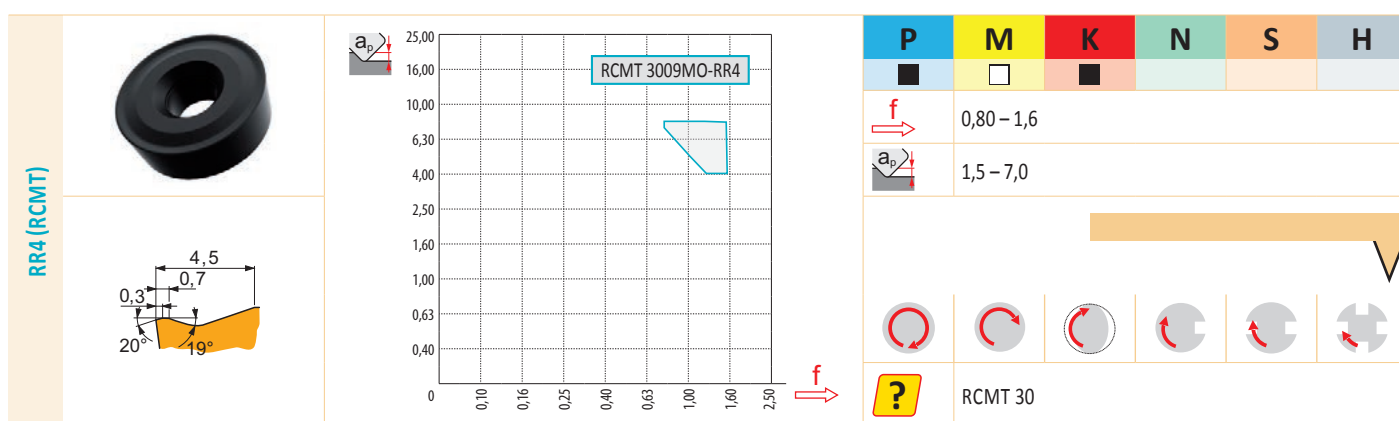 RR4 (RCMT)
4,5
0,7
0,3
20°
19°
aₚ
25,00
16,00
10,00
6,30
4,00
2,50
1,60
1,00
0,63
0,40
0
RCMT 3009MO-RR4
0,10 0,16 0,25 0,40 0,63 1,00 1,60 2,50
f
P M K N S H
f 0,80 – 1,6
aₚ 1,5 – 7,0
? RCMT 30